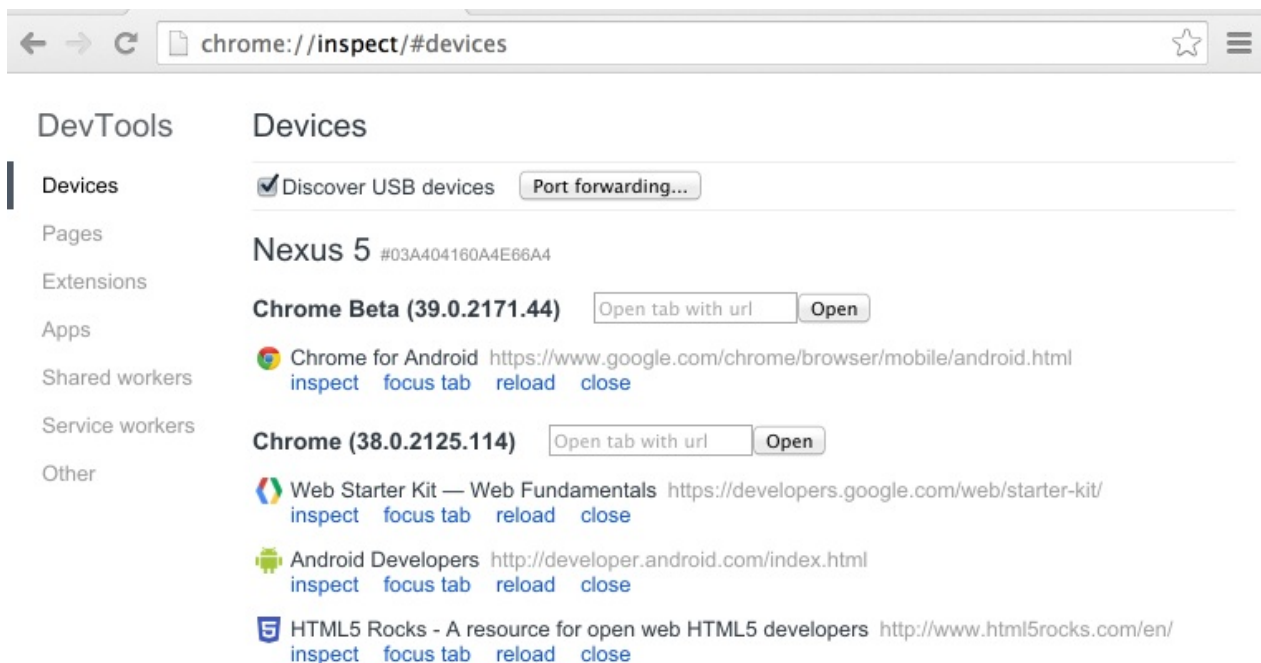 chrome://inspect/#devices
DevTools
Devices
Devices
Discover USB devices Port forwarding...
Pages
Nexus 5 #03A404160A4E66A4
Extensions
Chrome Beta (39.0.2171.44) Open tab with url Open
Apps
Chrome for Android https://www.google.com/chrome/browser/mobile/android.html
Shared workers
inspect focus tab reload close
Service workers
Chrome (38.0.2125.114) Open tab with url Open
Other
Web Starter Kit — Web Fundamentals https://developers.google.com/web/starter-kit/
inspect focus tab reload close
Android Developers http://developer.android.com/index.html
inspect focus tab reload close
5 HTML5 Rocks - A resource for open web HTML5 developers http://www.html5rocks.com/en/
inspect focus tab reload close